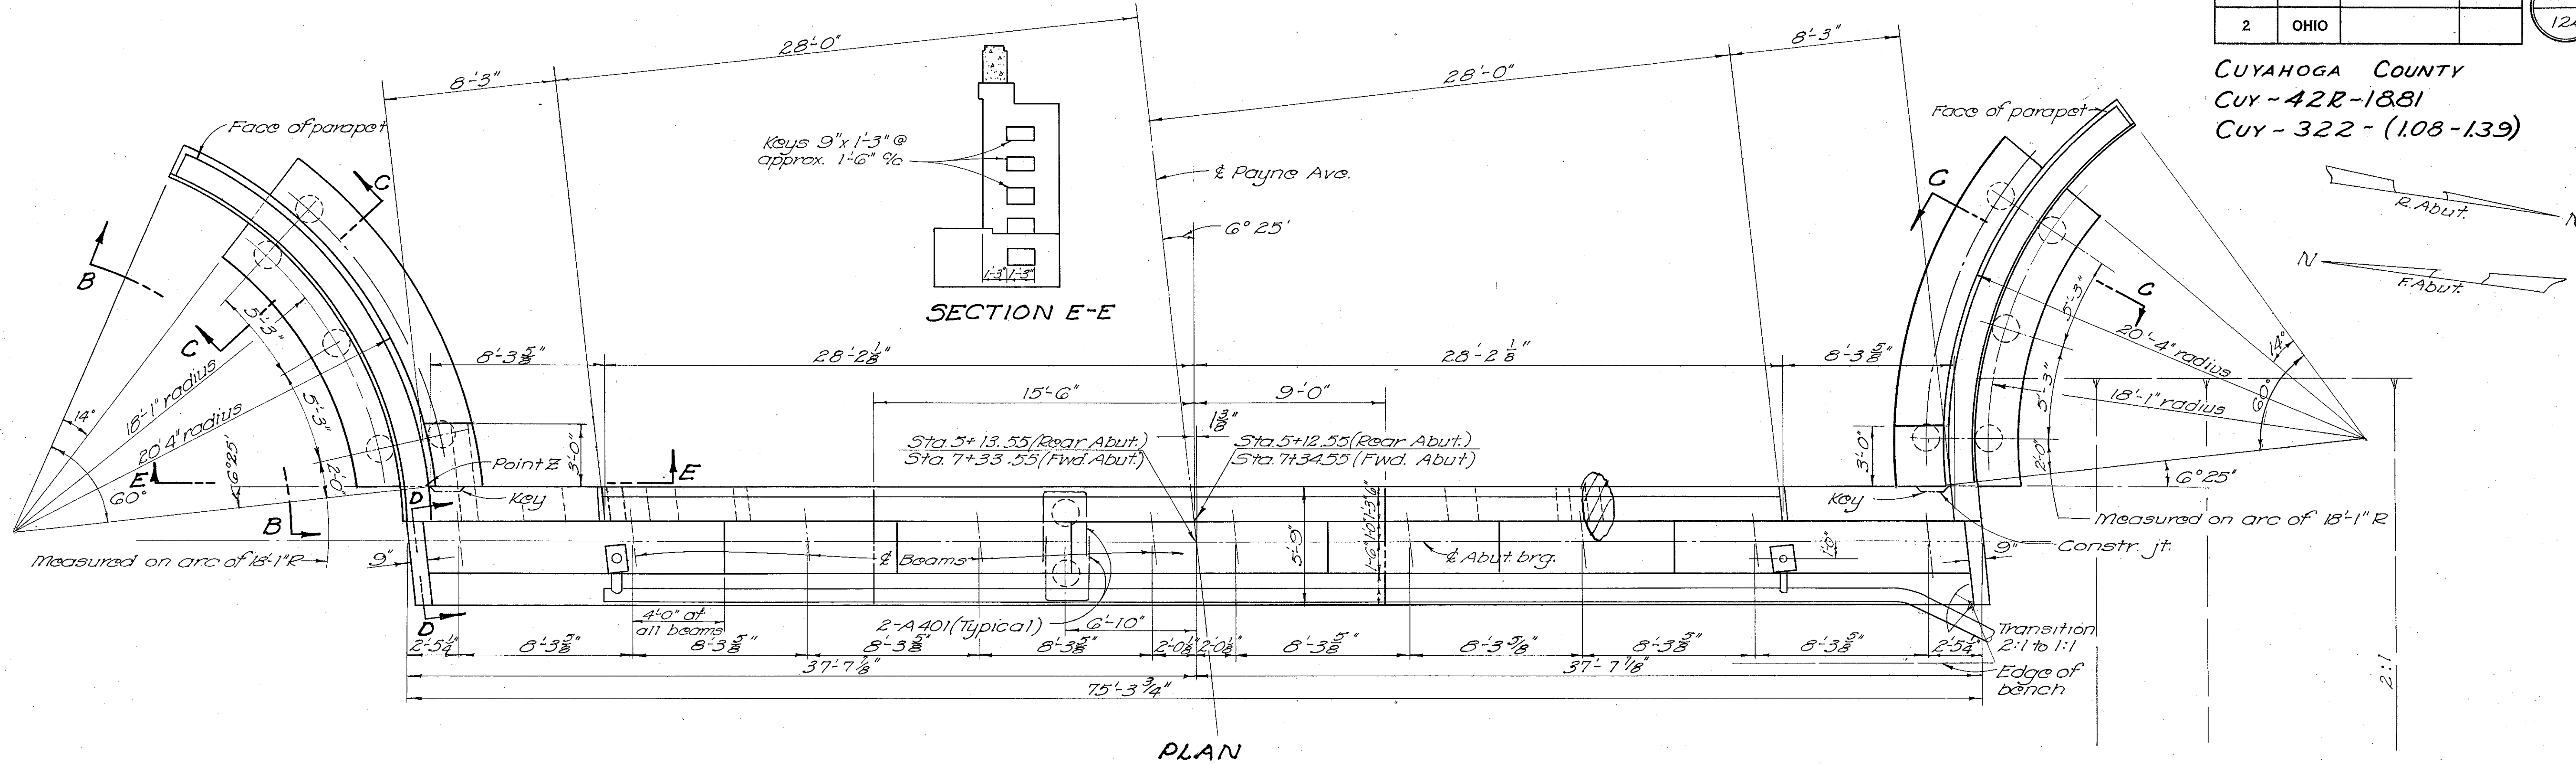 2 OHIO
12
CUYAHOGA COUNTY
CUY~42R-1881
CUY~322-(1.08-1.39)
R. Abut.
N
N
F. Abut.
8'-3"
28'-0"
28'-0"
8'-3"
Face of parapet
Face of parapet
Keys 9"x1'-3"@
approx. 1'-6" c/c
1'-3" 1'-3"
SECTION E-E
℄ Payne Ave.
6°25'
C
C
B
C
C
5'-3"
5'-3"
18'-1" radius
20'4" radius
14°
60°
6°25'
2'-0"
5'-3"
5'-3"
20'-4" radius
18'-1" radius
14°
60°
2'-0"
6°25'
8'-3 5/8"
28'-2 1/8"
28'-2 1/8"
8'-3 5/8"
15'-6"
9'-0"
1 3/8"
Sta.5+13.55(Rear Abut.)
Sta.7+33.55(Fwd.Abut.)
Sta.5+12.55(Rear Abut.)
Sta.7+34.55(Fwd. Abut)
Point Z
3'-0"
3'-0"
E
E
Key
Key
D
B
Measured on arc of 18'-1"R
Measured on arc of 18'-1"R
Constr. jt.
9"
9"
℄ Beams
5'-9"
1'-6" 1'-0" 1'-3" 6"
℄ Abut. brg.
1'-0"
D
4'-0" at
all beams
2-A401(Typical)
6'-10"
Transition
2:1 to 1:1
2'-5 1/4" 8'-3 5/8" 8'-3 5/8" 8'-3 5/8" 8'-3 5/8" 2'-0 1/8" 2'-0 1/8" 8'-3 5/8" 8'-3 5/8" 8'-3 5/8" 8'-3 5/8" 2'-5 1/4"
37'-7 7/8"
37'-7 7/8"
75'-3 3/4"
Edge of
bench
2:1
PLAN